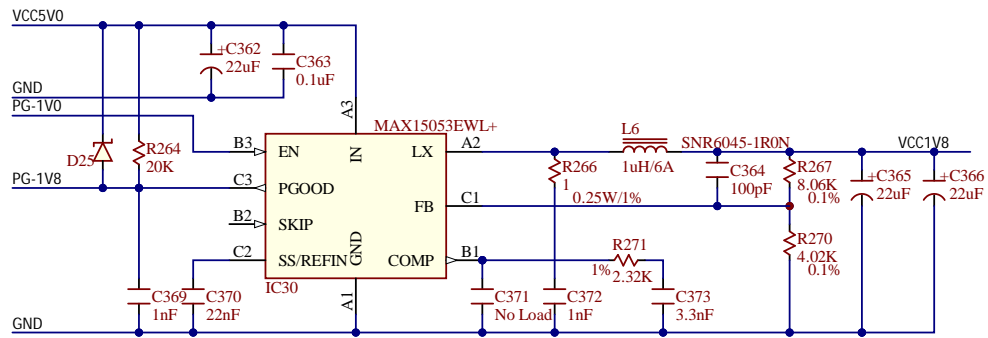 VCC5V0
+C362
22uF
C363
0.1uF
GND
PG-1V0
A3
MAX15053EWL+
L6
SNR6045-1R0N
VCC1V8
B3
EN
IN
LX
A2
1uH/6A
D25
R264
20K
R266
1
0.25W/1%
C364
100pF
R267
8.06K
0.1%
+C365
22uF
+C366
22uF
PG-1V8
C3
PGOOD
B2
SKIP
FB
C1
R270
4.02K
0.1%
C2
SS/REFIN
GND
COMP
B1
R271
1%
2.32K
IC30
A1
C369
1nF
C370
22nF
C371
No Load
C372
1nF
C373
3.3nF
GND